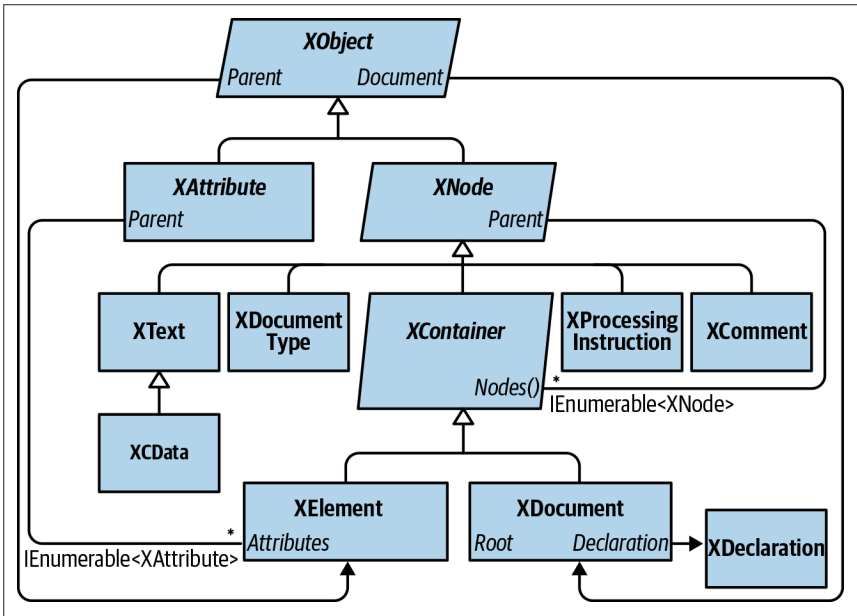 XObject
Parent Document
XAttribute
Parent
XNode
Parent
XText
XDocument
Type
XContainer
Nodes()
XProcessing
Instruction
XComment
*
IEnumerable<XNode>
XCData
XElement
Attributes
*
IEnumerable<XAttribute>
XDocument
Root Declaration
XDeclaration